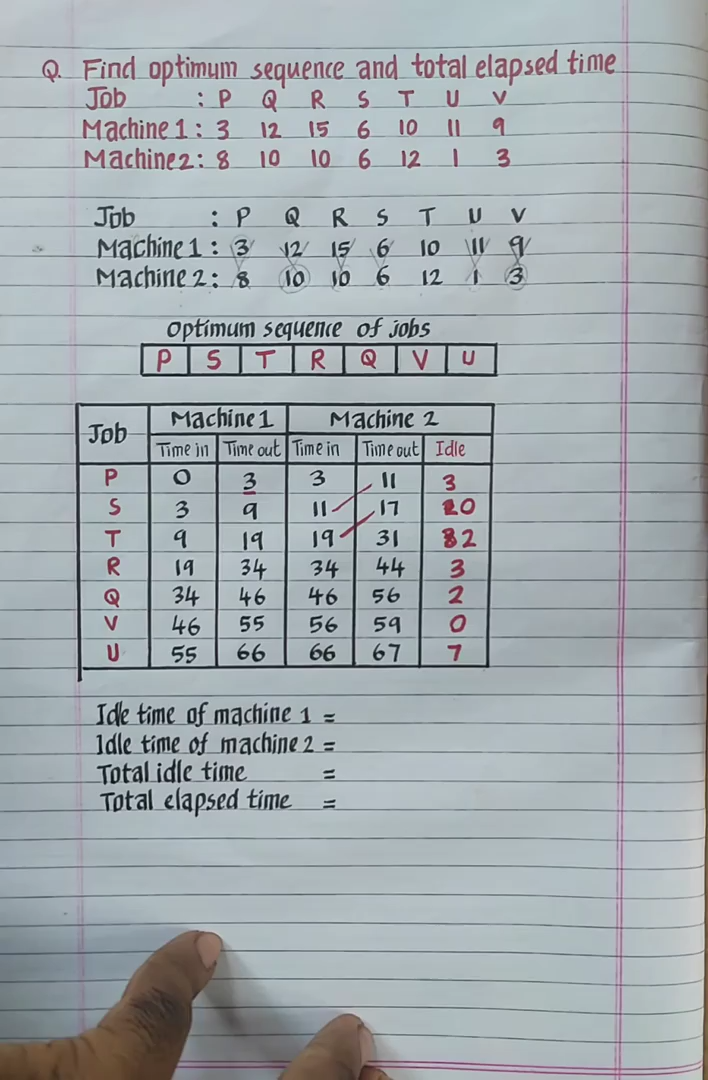 Q. Find optimum sequence and total elapsed time
Job : P Q R S T U V
Machine 1 : 3 12 15 6 10 11 9
Machine 2 : 8 10 10 6 12 1 3
Job : P Q R S T U V
Machine 1 : 3 12 15 6 10 11 9
Machine 2 : 8 10 10 6 12 1 3
Optimum sequence of jobs
P S T R Q V U
Job Machine 1 Machine 2
Time in Time out Time in Time out Idle
P 0 3 3 11 3
S 3 9 11 17 0
T 9 19 19 31 2
R 19 34 34 44 3
Q 34 46 46 56 2
V 46 55 56 59 0
U 55 66 66 67 7
Idle time of machine 1 =
Idle time of machine 2 =
Total idle time =
Total elapsed time =